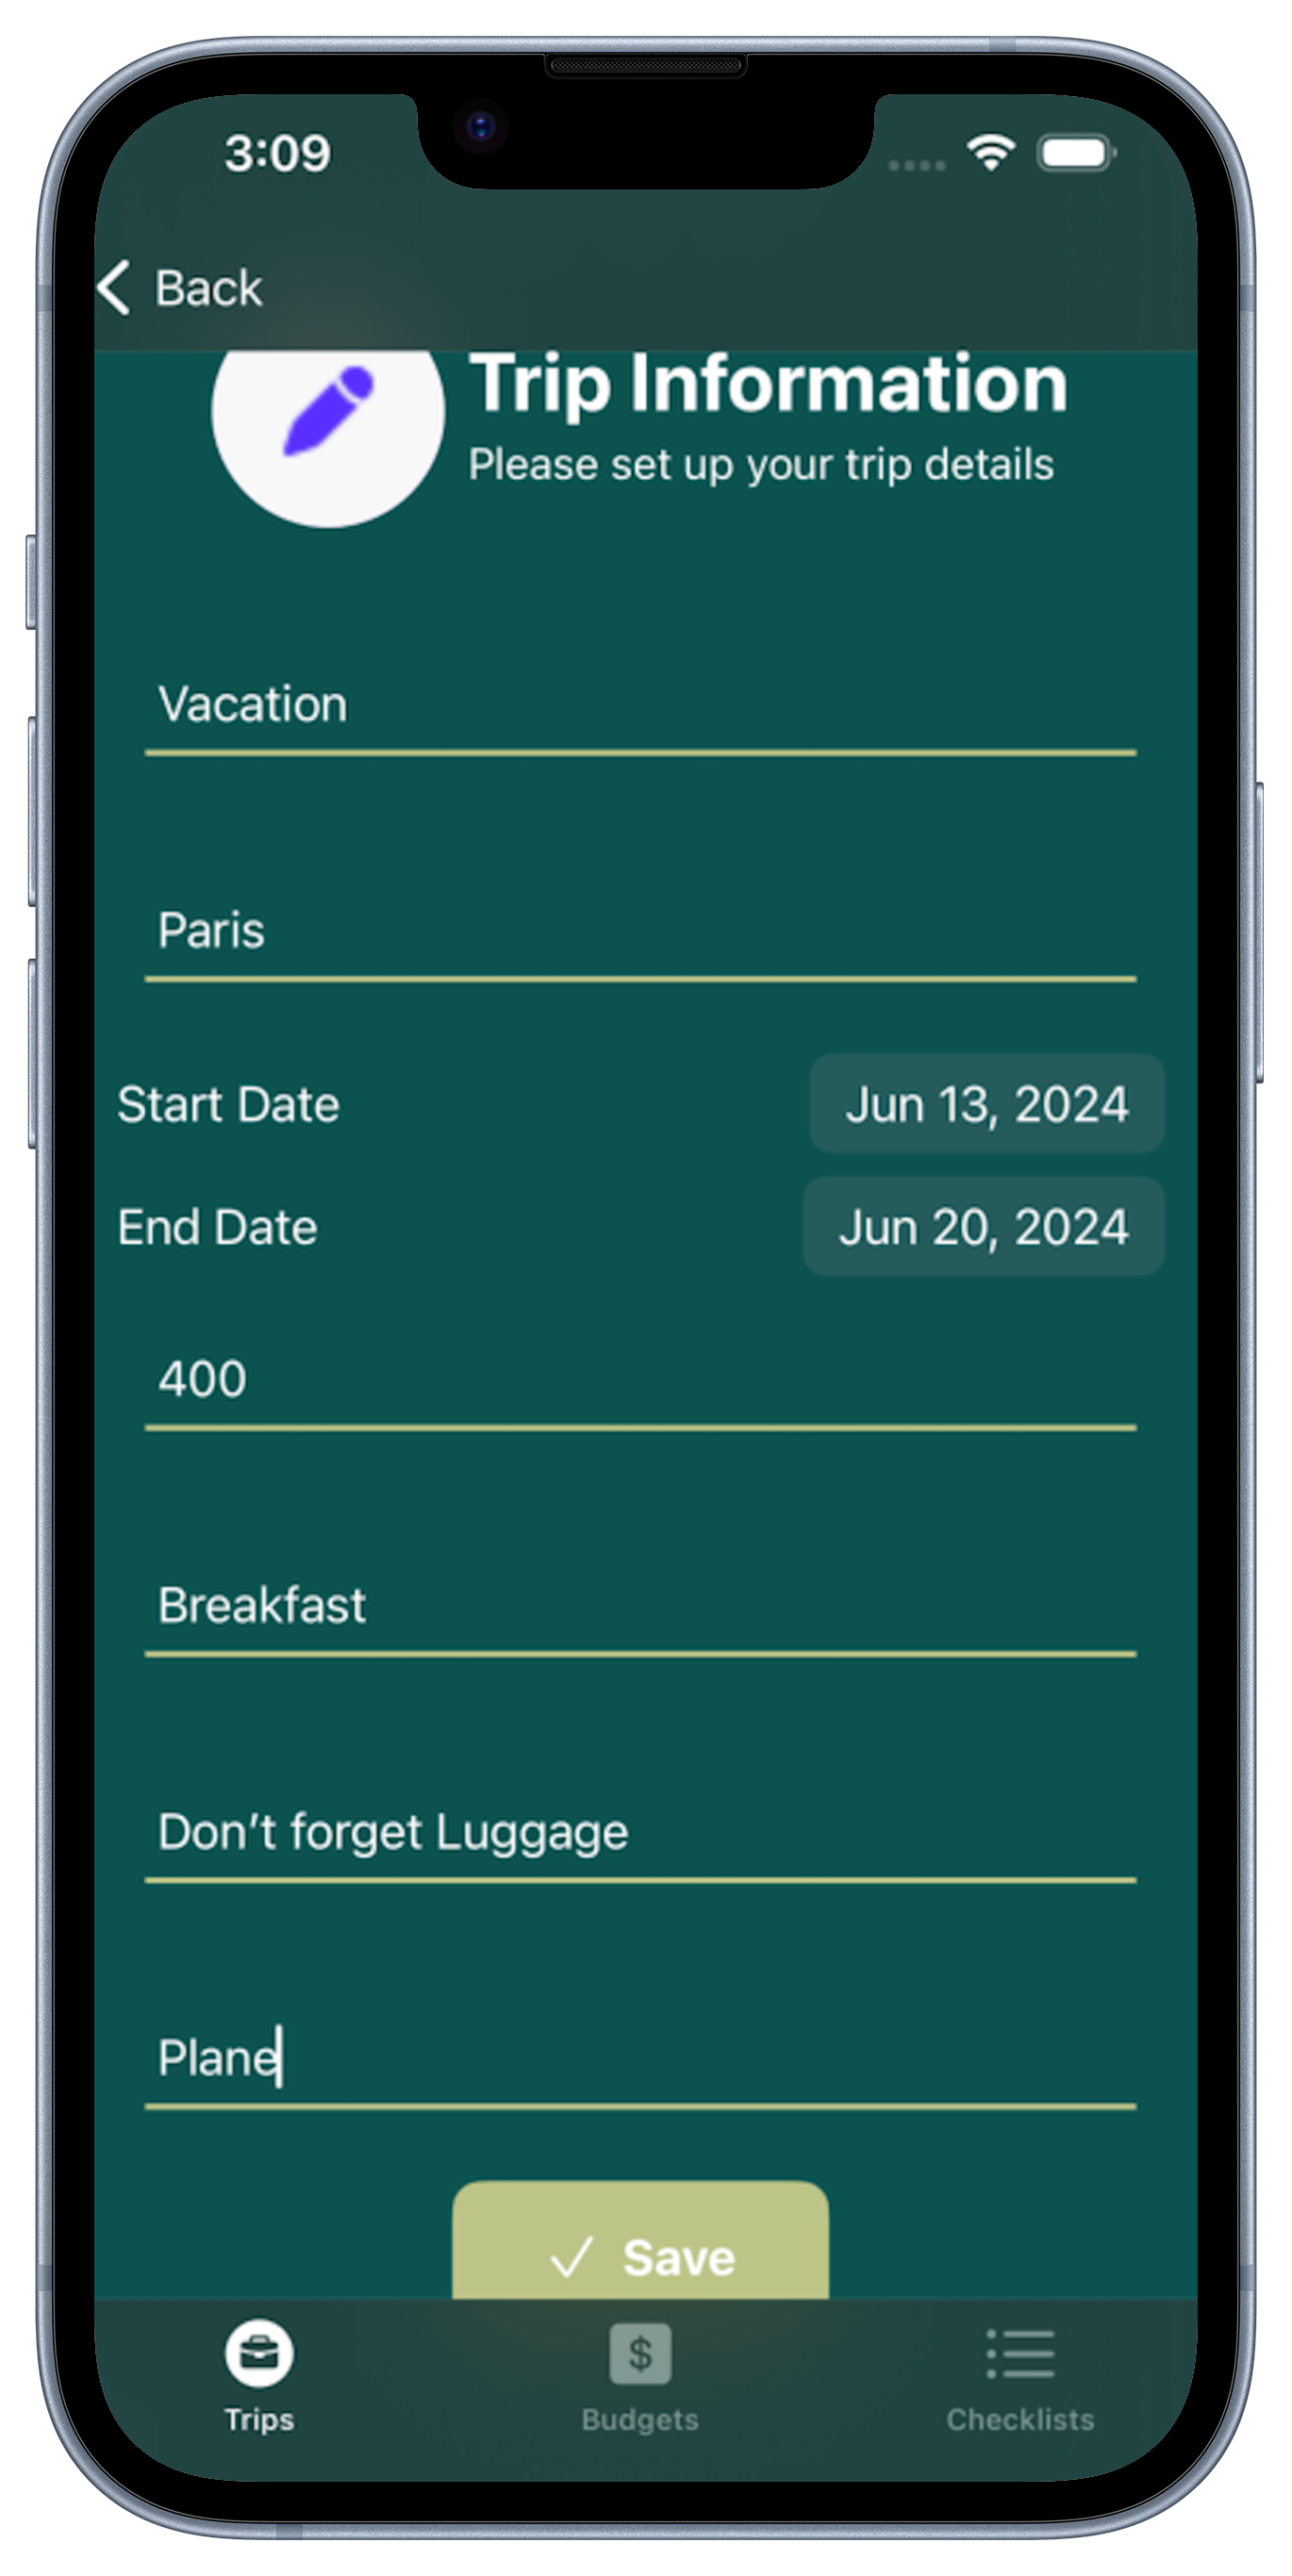 3:09
Back
Trip Information
Please set up your trip details
Vacation
Paris
Start Date Jun 13, 2024
End Date Jun 20, 2024
400
Breakfast
Don’t forget Luggage
Plane
✓ Save
$
Trips Budgets Checklists